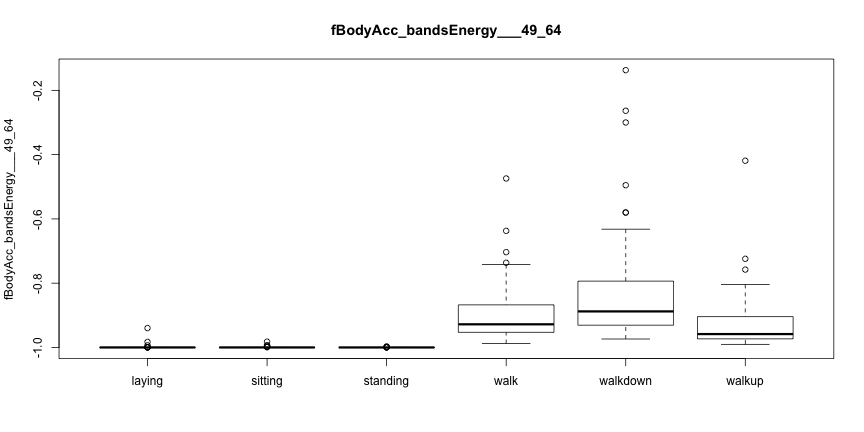 fBodyAcc_bandsEnergy___49_64
fBodyAcc_bandsEnergy___49_64
-0.2
-0.4
-0.6
-0.8
-1.0
laying sitting standing walk walkdown walkup